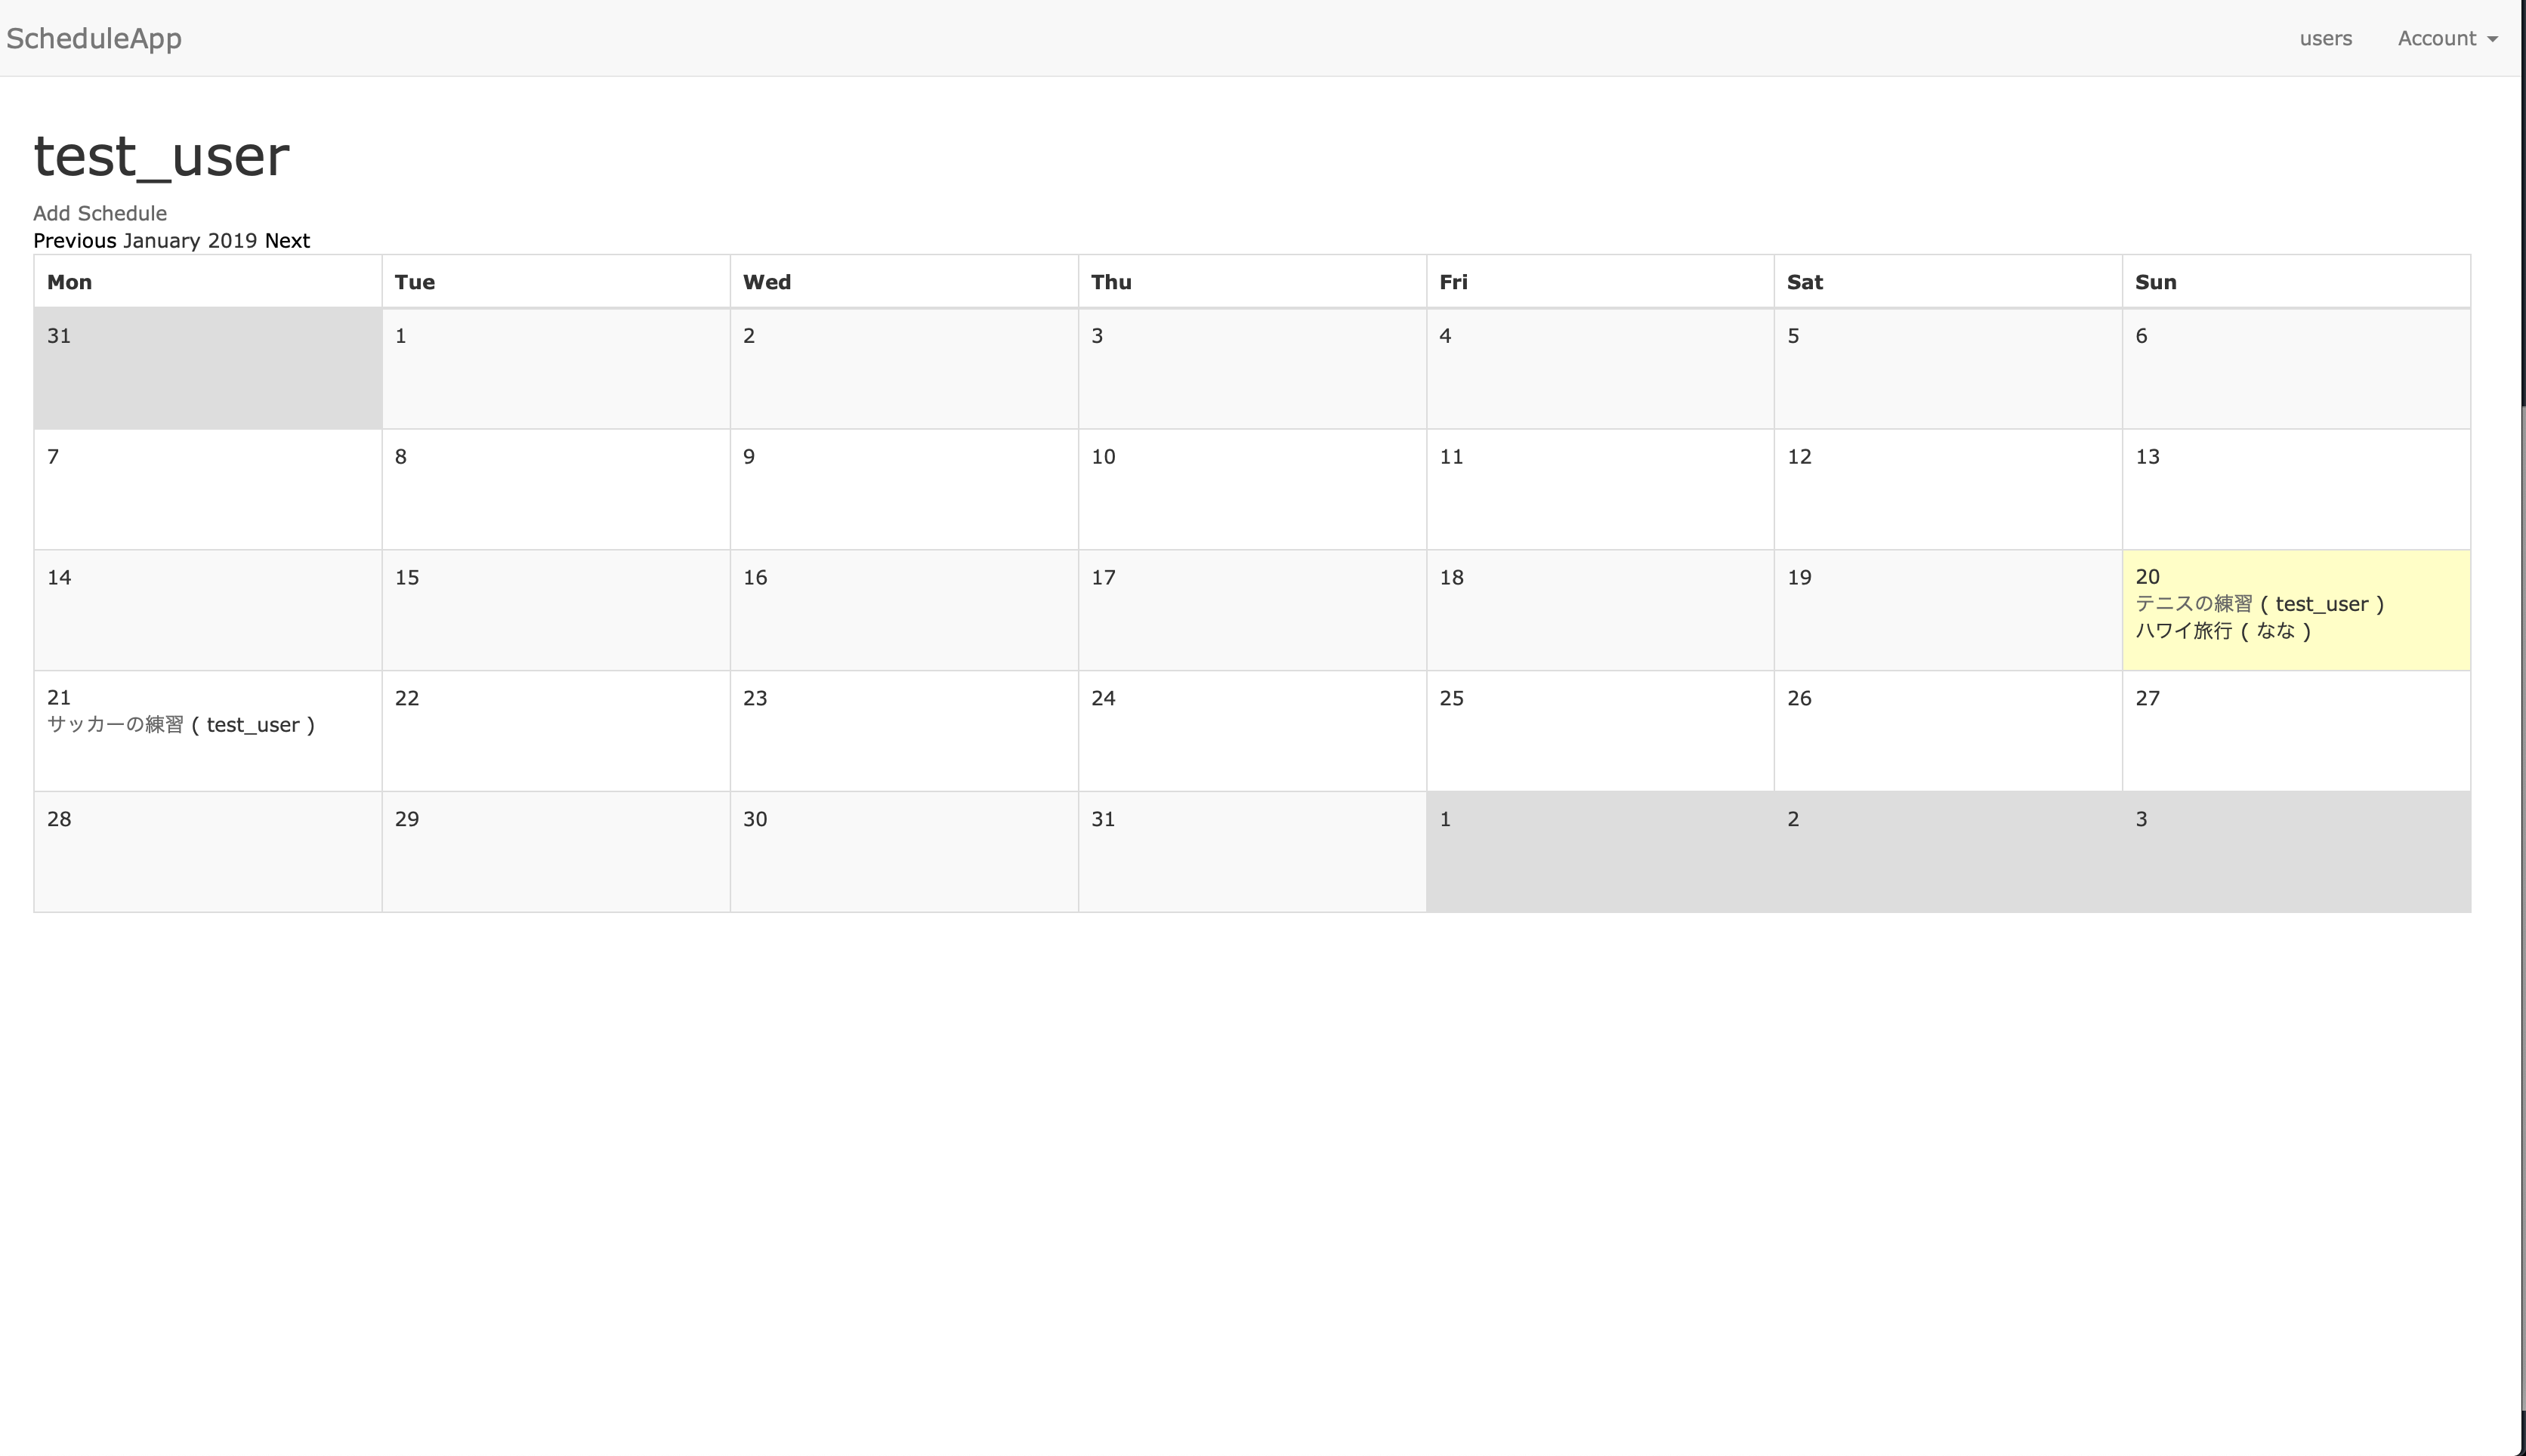 ScheduleApp users Account
test_user
Add Schedule
Previous January 2019 Next
Mon Tue Wed Thu Fri Sat Sun
31 1 2 3 4 5 6
7 8 9 10 11 12 13
14 15 16 17 18 19 20
テニスの練習 ( test_user )
ハワイ旅行 ( なな )
21 22 23 24 25 26 27
サッカーの練習 ( test_user )
28 29 30 31 1 2 3